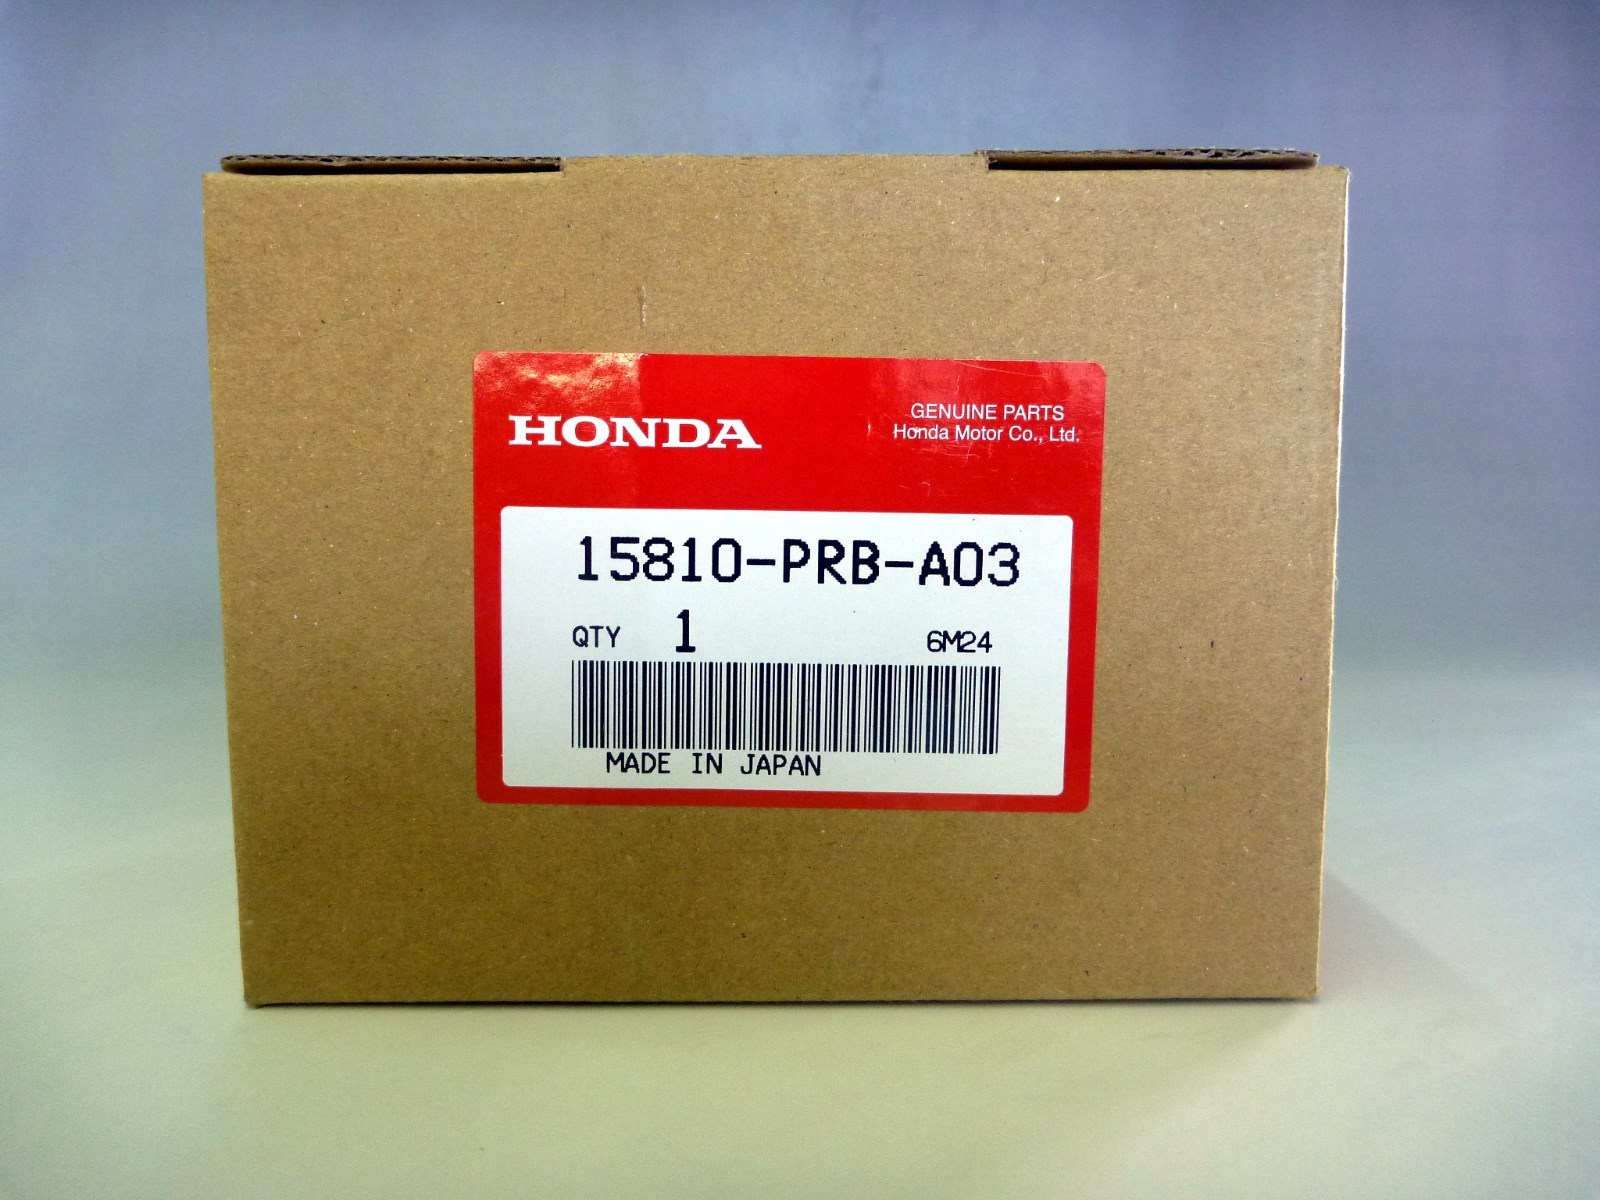 HONDA
GENUINE PARTS
Honda Motor Co., Ltd.
15810-PRB-A03
QTY 1 6M24
MADE IN JAPAN